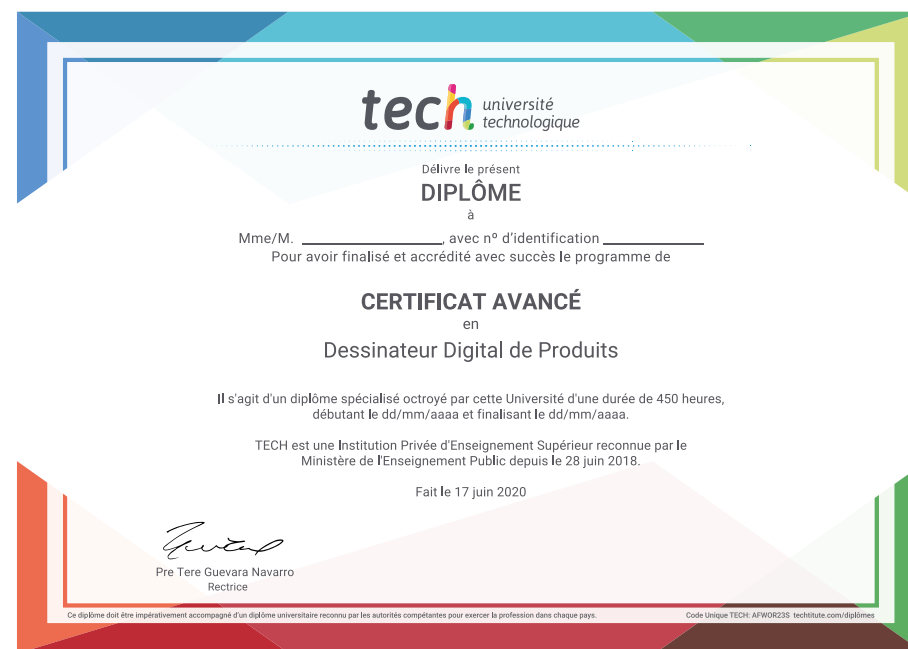 tech université
technologique
Délivre le présent
DIPLÔME
à
Mme/M. ____________________, avec nº d'identification ______________
Pour avoir finalisé et accrédité avec succès le programme de
CERTIFICAT AVANCÉ
en
Dessinateur Digital de Produits
Il s'agit d'un diplôme spécialisé octroyé par cette Université d'une durée de 450 heures,
débutant le dd/mm/aaaa et finalisant le dd/mm/aaaa.
TECH est une Institution Privée d'Enseignement Supérieur reconnue par le
Ministère de l'Enseignement Public depuis le 28 juin 2018.
Fait le 17 juin 2020
Pre Tere Guevara Navarro
Rectrice
Ce diplôme doit être impérativement accompagné d'un diplôme universitaire reconnu par les autorités compétantes pour exercer la profession dans chaque pays.
Code Unique TECH: AFWOR23S techtitute.com/diplômes